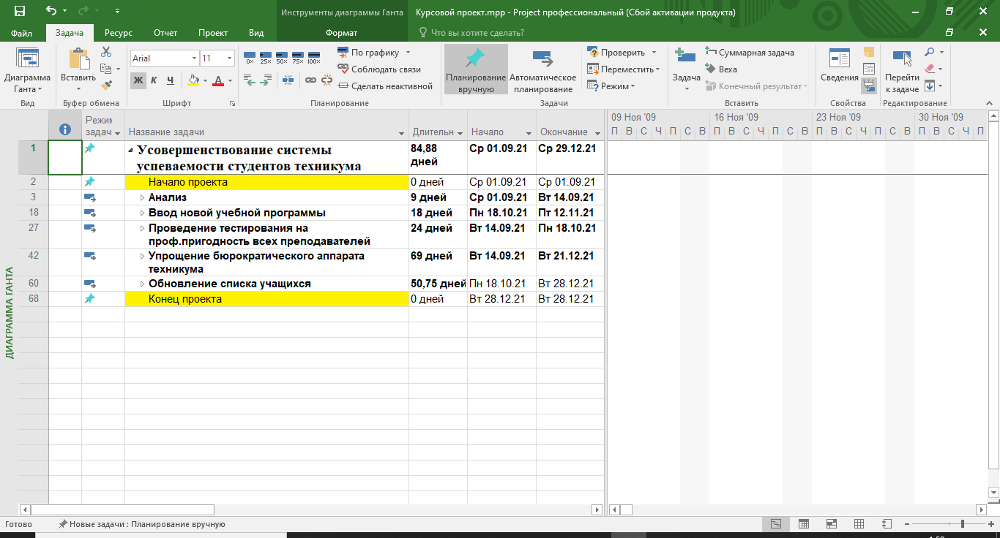 Инструменты диаграммы Ганта
Курсовой проект.mpp - Project профессиональный (Сбой активации продукта)
Файл Задача Ресурс Отчет Проект Вид Формат Что вы хотите сделать?
Диаграмма Ганта
Вид
Вставить
Буфер обмена
Arial 11
Ж К Ч
Шрифт
0% 25% 50% 75% 100%
По графику
Соблюдать связи
Сделать неактивной
Планирование
Планирование вручную
Автоматическое планирование
Проверить
Переместить
Режим
Задачи
Задача
Суммарная задача
Веха
Конечный результат
Вставить
Сведения
Свойства
Перейти к задаче
Редактирование
ДИАГРАММА ГАНТА
Режим задачи Название задачи Длительн Начало Окончание
09 Ноя '09 16 Ноя '09 23 Ноя '09 30 Ноя '09
П В С Ч П С В П В С Ч П С В П В С Ч П С В П В С Ч П
1 Усовершенствование системы успеваемости студентов техникума 84,88 дней Ср 01.09.21 Ср 29.12.21
2 Начало проекта 0 дней Ср 01.09.21 Ср 01.09.21
3 Анализ 9 дней Ср 01.09.21 Вт 14.09.21
18 Ввод новой учебной программы 18 дней Пн 18.10.21 Пт 12.11.21
27 Проведение тестирования на проф.пригодность всех преподавателей 24 дней Вт 14.09.21 Пн 18.10.21
42 Упрощение бюрократического аппарата техникума 69 дней Вт 14.09.21 Вт 21.12.21
60 Обновление списка учащихся 50,75 дней Пн 18.10.21 Вт 28.12.21
68 Конец проекта 0 дней Вт 28.12.21 Вт 28.12.21
Готово Новые задачи : Планирование вручную